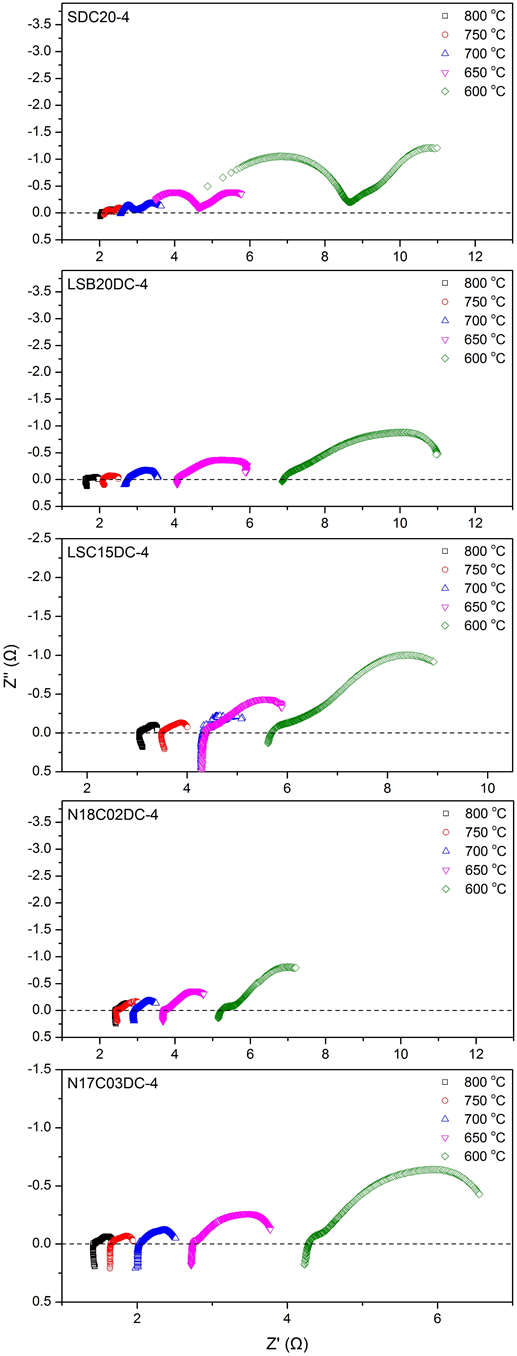 SDC20-4
800 °C
750 °C
700 °C
650 °C
600 °C
-3.5
-3.0
-2.5
-2.0
-1.5
-1.0
-0.5
0.0
0.5
2 4 6 8 10 12
LSB20DC-4
800 °C
750 °C
700 °C
650 °C
600 °C
-3.5
-3.0
-2.5
-2.0
-1.5
-1.0
-0.5
0.0
0.5
2 4 6 8 10 12
LSC15DC-4
800 °C
750 °C
700 °C
650 °C
600 °C
-2.5
-2.0
-1.5
-1.0
-0.5
0.0
0.5
2 4 6 8 10
Z'' (Ω)
N18C02DC-4
800 °C
750 °C
700 °C
650 °C
600 °C
-3.5
-3.0
-2.5
-2.0
-1.5
-1.0
-0.5
0.0
0.5
2 4 6 8 10 12
N17C03DC-4
800 °C
750 °C
700 °C
650 °C
600 °C
-1.5
-1.0
-0.5
0.0
0.5
2 4 6
Z' (Ω)